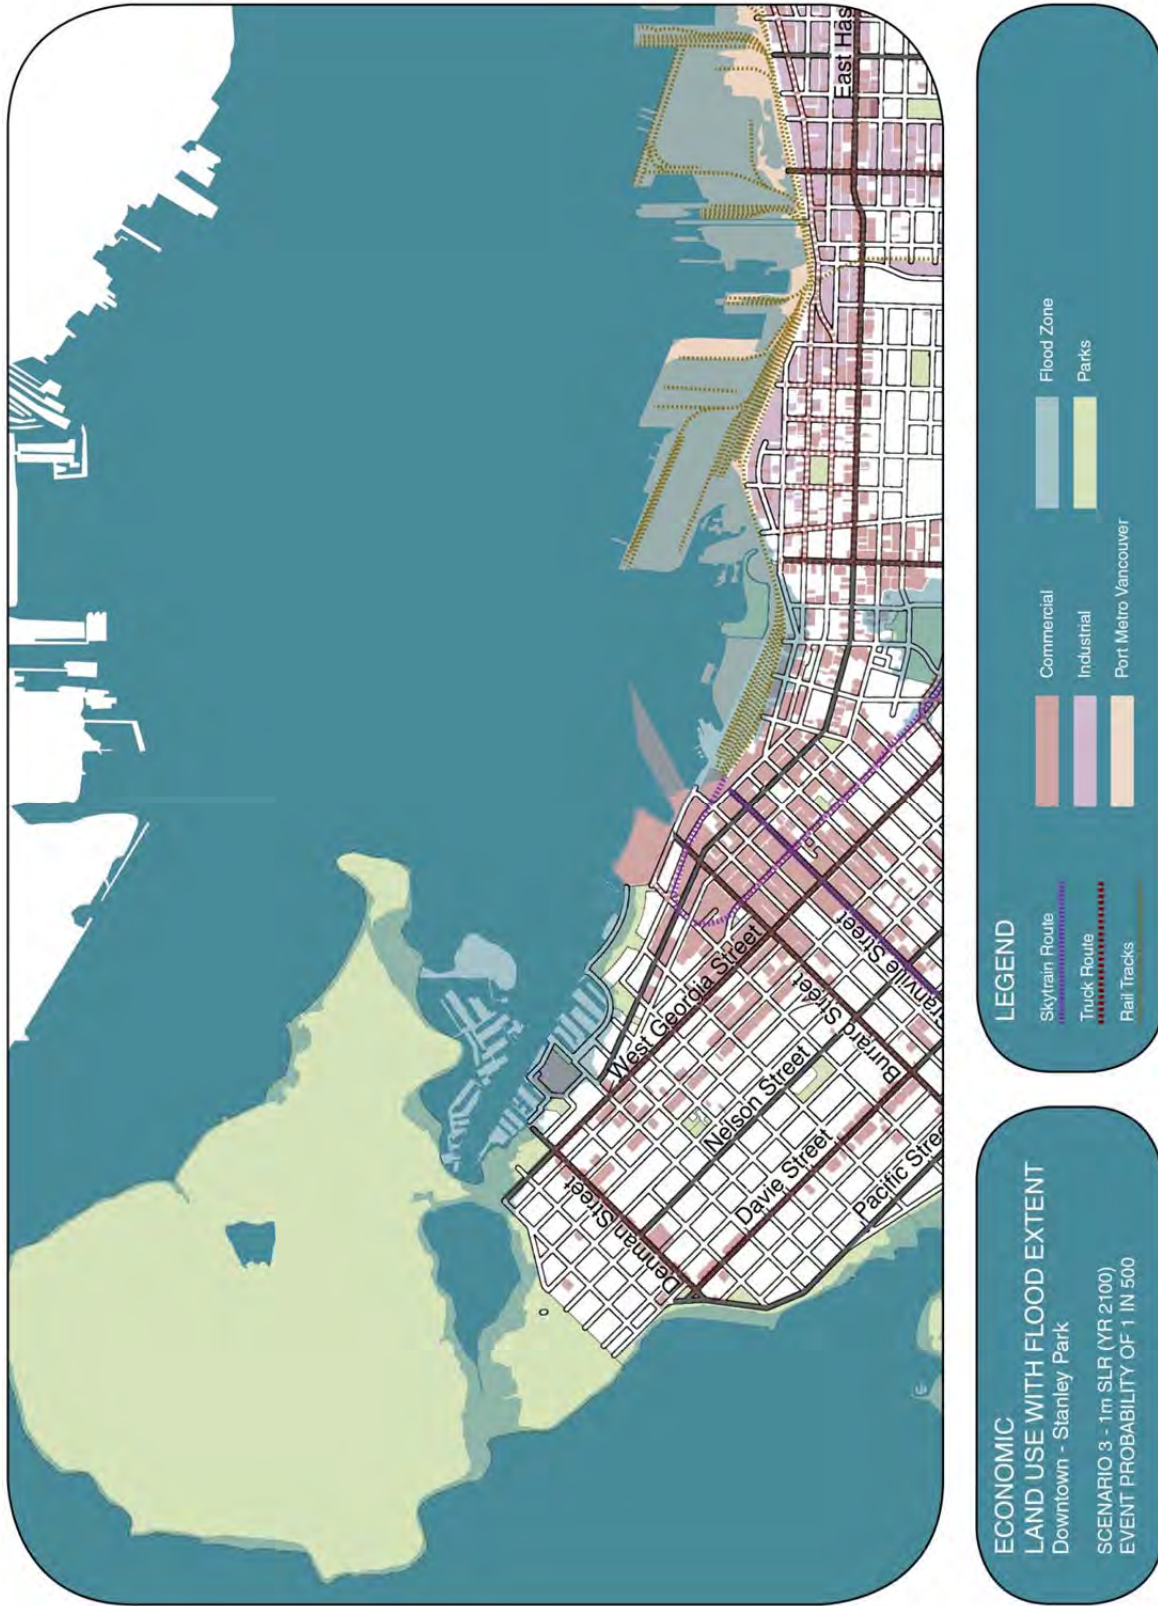 East Has
West Georgia Street
Denman Street
Nelson Street
Davie Street
Burrard Street
Granville Street
Pacific Stree
ECONOMIC
LAND USE WITH FLOOD EXTENT
Downtown - Stanley Park
SCENARIO 3 - 1m SLR (YR 2100)
EVENT PROBABILITY OF 1 IN 500
LEGEND
Skytrain Route
Truck Route
Rail Tracks
Commercial
Industrial
Port Metro Vancouver
Flood Zone
Parks